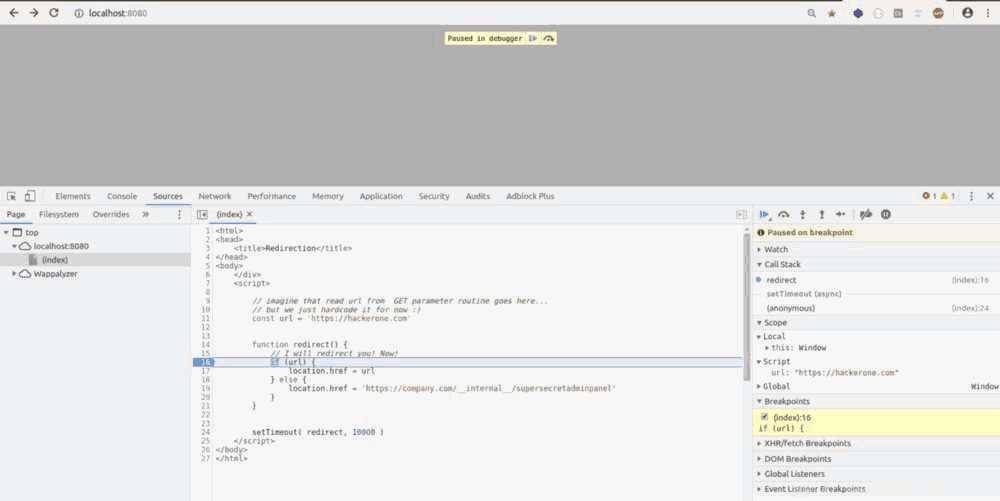 localhost:8080
Paused in debugger
Elements Console Sources Network Performance Memory Application Security Audits Adblock Plus 1 1
Page Filesystem Overrides » (index) ×
top
localhost:8080
(index)
Wappalyzer
1 <html>
2 <head>
3 <title>Redirection</title>
4 </head>
5 <body>
6 </div>
7 <script>
8
9 // imagine that read url from GET parameter routine goes here...
10 // but we just hardcode it for now :)
11 const url = 'https://hackerone.com'
12
13
14 function redirect() {
15 // I will redirect you! Now!
16 if (url) {
17 location.href = url
18 } else {
19 location.href = 'https://company.com/__internal__/supersecretadminpanel'
20 }
21 }
22
23
24 setTimeout( redirect, 10000 )
25 </script>
26 </body>
27 </html>
Paused on breakpoint
Watch
Call Stack
redirect (index):16
setTimeout (async)
(anonymous) (index):24
Scope
Local
this: Window
Script
url: "https://hackerone.com"
Global Window
Breakpoints
(index):16
if (url) {
XHR/fetch Breakpoints
DOM Breakpoints
Global Listeners
Event Listener Breakpoints